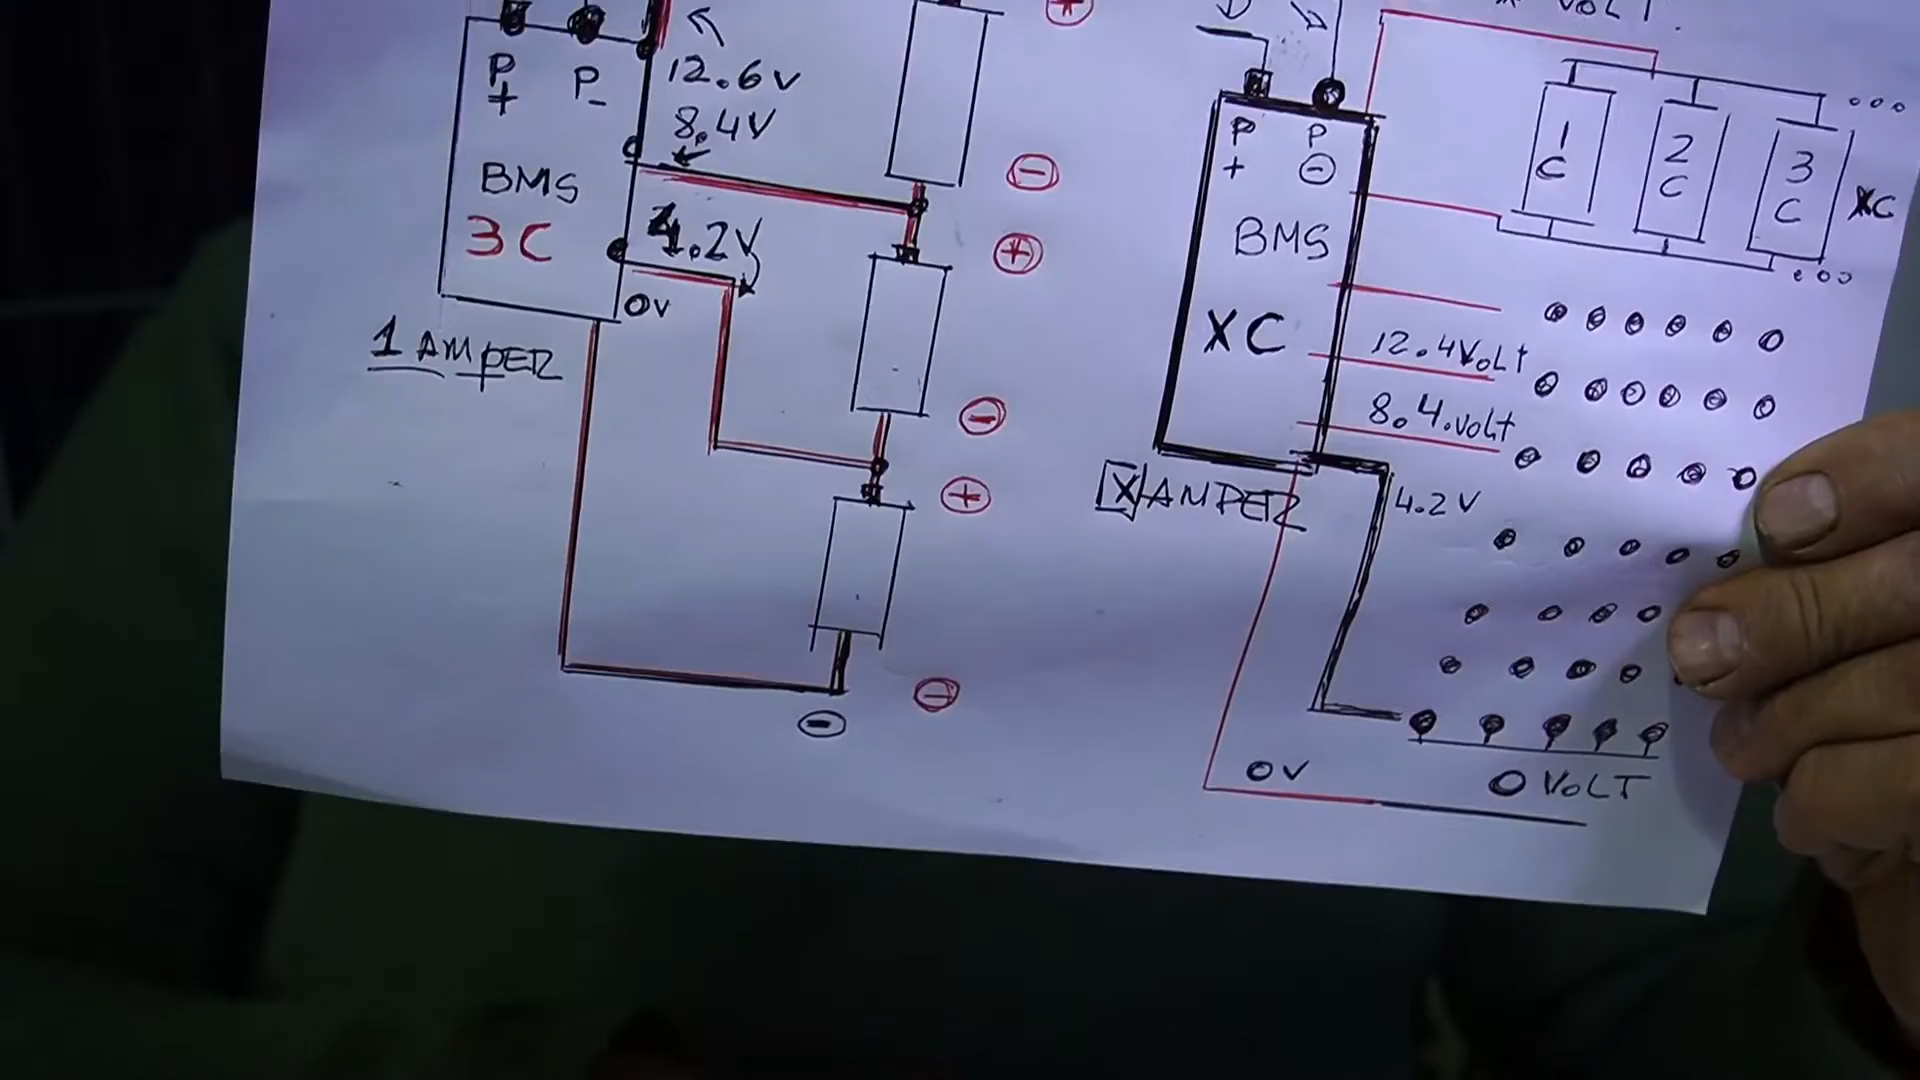 VOLT.
P P
+ -
12.6V
8.4V
BMS
3C
4.2V
0V
1 AMPER
P P
+ -
BMS
XC
X AMPER
1
C
2
C
3
C
XC
12.4VOLT
8.4.volt
4.2V
0V
0 VOLT